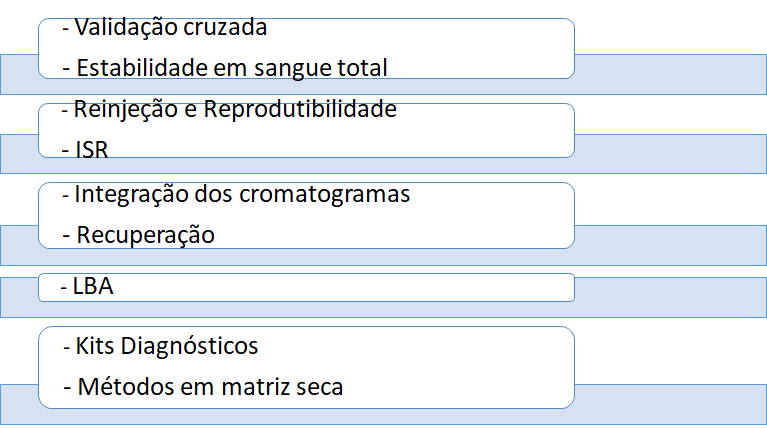 - Validação cruzada
- Estabilidade em sangue total
- Reinjeção e Reprodutibilidade
- ISR
- Integração dos cromatogramas
- Recuperação
- LBA
- Kits Diagnósticos
- Métodos em matriz seca